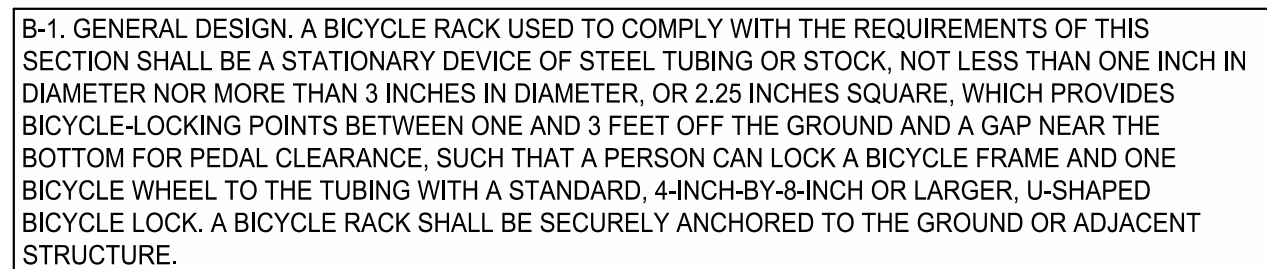 B-1. GENERAL DESIGN. A BICYCLE RACK USED TO COMPLY WITH THE REQUIREMENTS OF THIS
SECTION SHALL BE A STATIONARY DEVICE OF STEEL TUBING OR STOCK, NOT LESS THAN ONE INCH IN
DIAMETER NOR MORE THAN 3 INCHES IN DIAMETER, OR 2.25 INCHES SQUARE, WHICH PROVIDES
BICYCLE-LOCKING POINTS BETWEEN ONE AND 3 FEET OFF THE GROUND AND A GAP NEAR THE
BOTTOM FOR PEDAL CLEARANCE, SUCH THAT A PERSON CAN LOCK A BICYCLE FRAME AND ONE
BICYCLE WHEEL TO THE TUBING WITH A STANDARD, 4-INCH-BY-8-INCH OR LARGER, U-SHAPED
BICYCLE LOCK. A BICYCLE RACK SHALL BE SECURELY ANCHORED TO THE GROUND OR ADJACENT
STRUCTURE.